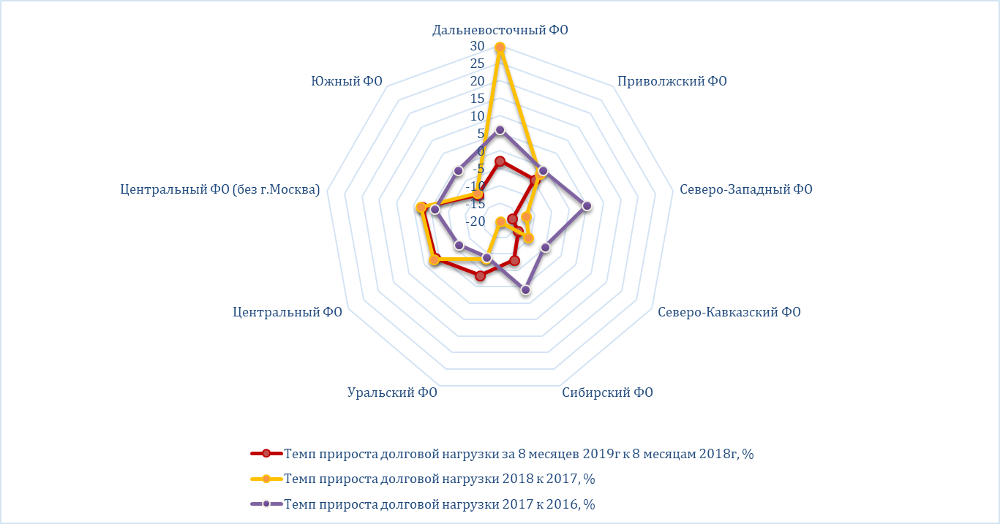 Дальневосточный ФО
30
25
20
15
10
5
0
-5
-10
-15
-20
Южный ФО
Приволжский ФО
Центральный ФО (без г.Москва)
Северо-Западный ФО
Центральный ФО
Северо-Кавказский ФО
Уральский ФО
Сибирский ФО
Темп прироста долговой нагрузки за 8 месяцев 2019г к 8 месяцам 2018г, %
Темп прироста долговой нагрузки 2018 к 2017, %
Темп прироста долговой нагрузки 2017 к 2016, %